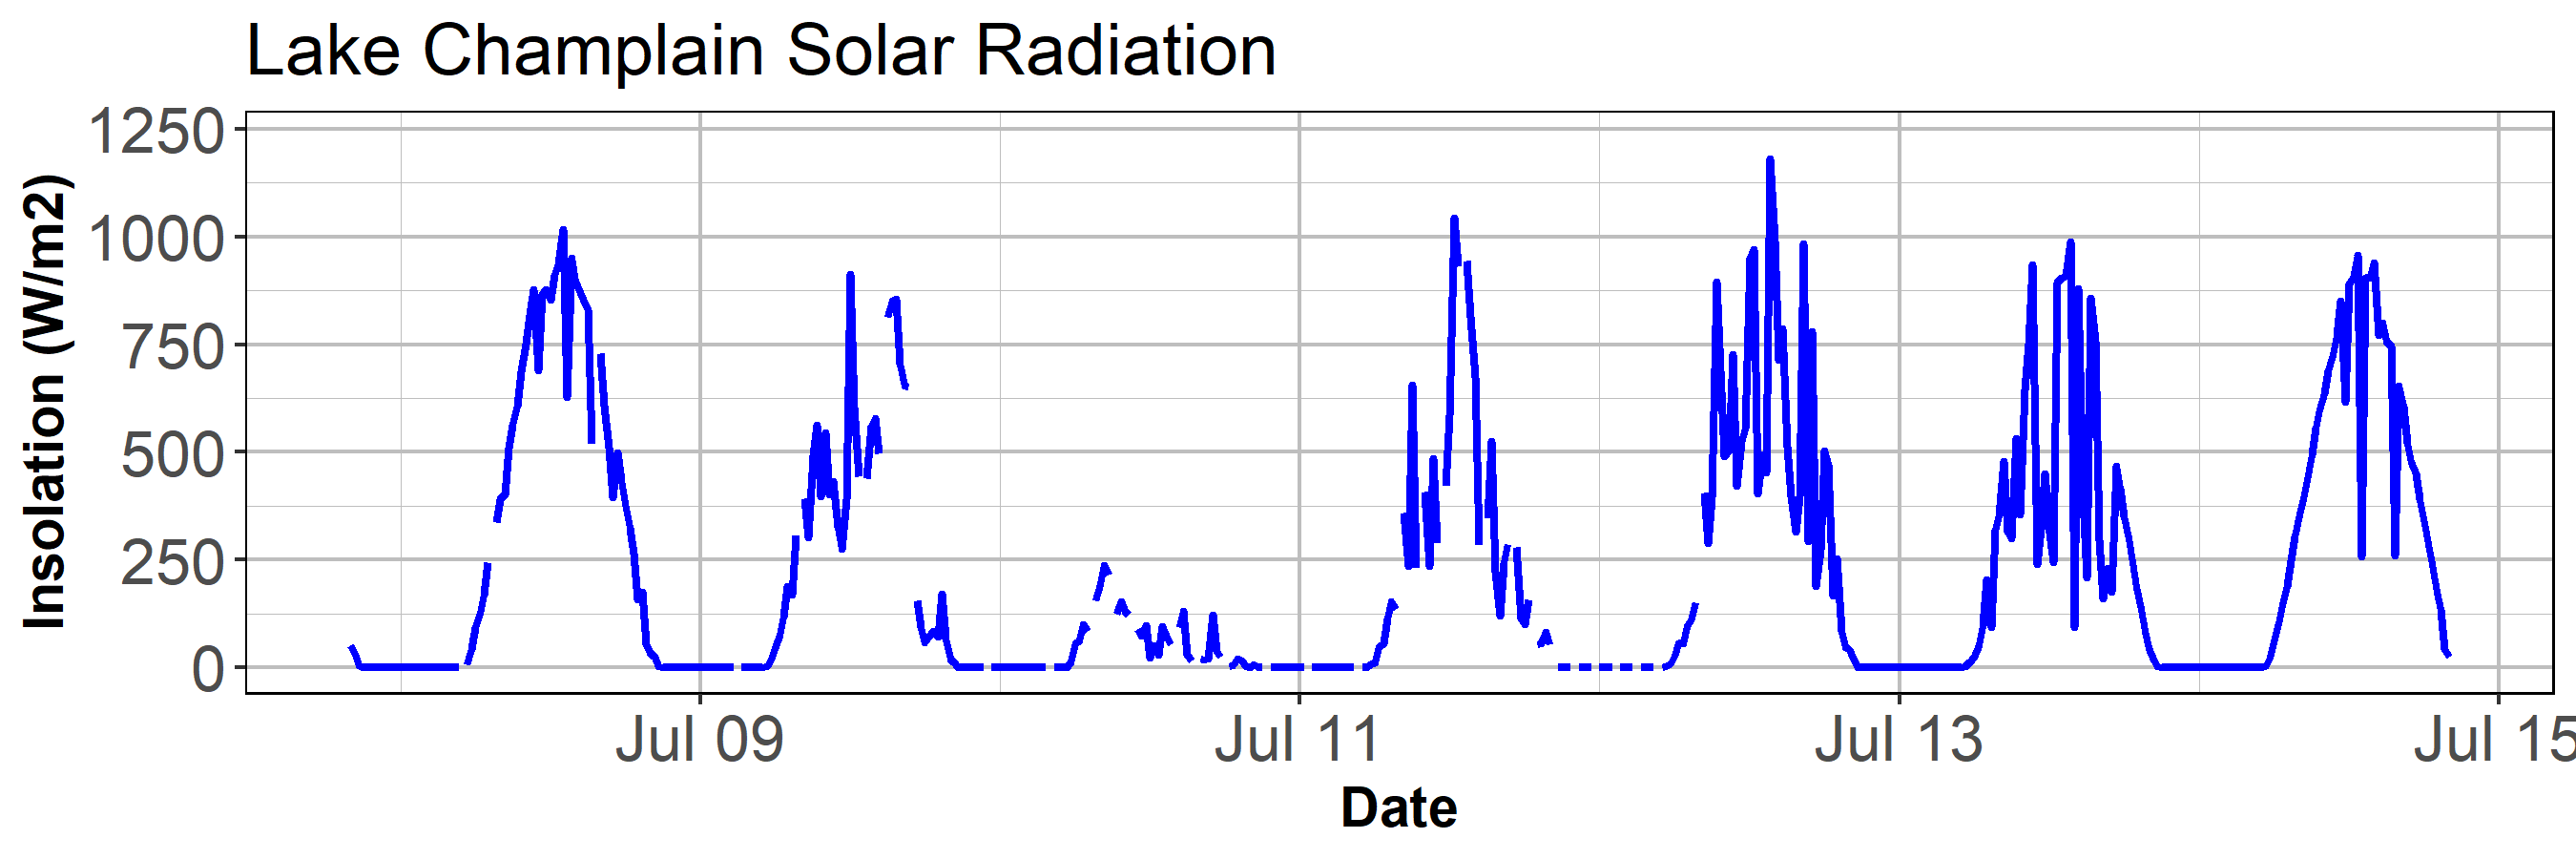 Lake Champlain Solar Radiation
1250
1000
750
500
250
0
Insolation (W/m2)
Jul 09 Jul 11 Jul 13 Jul 15
Date